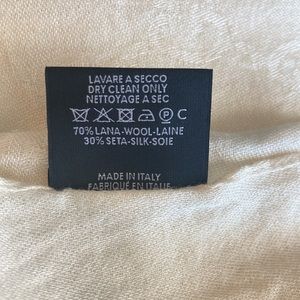 LAVARE A SECCO
DRY CLEAN ONLY
NETTOYAGE A SEC
P C
70% LANA-WOOL-LAINE
30% SETA-SILK-SOIE
MADE IN ITALY
FABRIQUÉ EN ITALIE